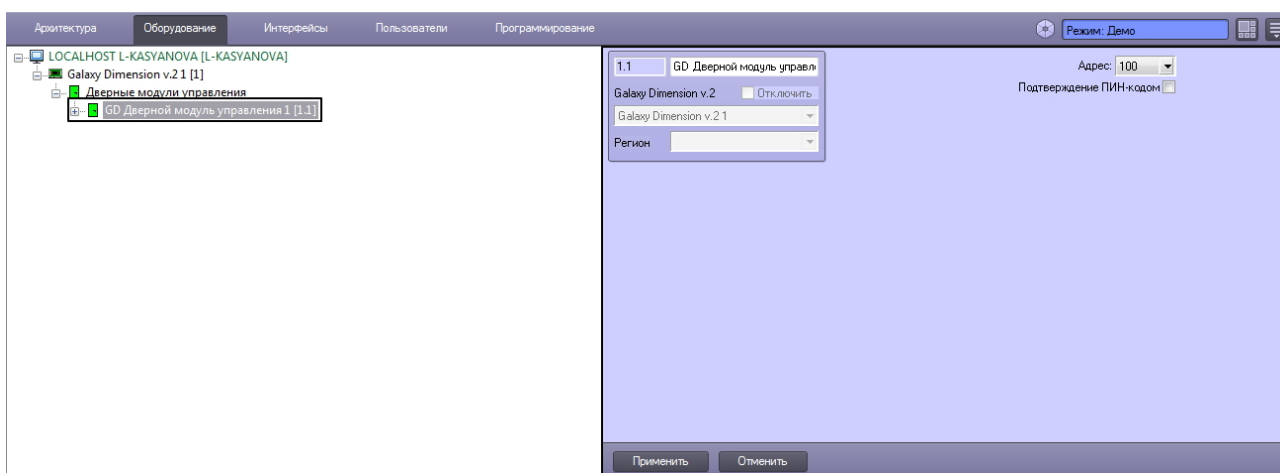 Архитектура Оборудование Интерфейсы Пользователи Программирование Режим: Демо
LOCALHOST L-KASYANOVA [L-KASYANOVA]
Galaxy Dimension v.2 1 [1]
Дверные модули управления
GD Дверной модуль управления 1 [1.1]
1.1 GD Дверной модуль управл
Galaxy Dimension v.2 Отключить
Galaxy Dimension v.2 1
Регион
Адрес: 100
Подтверждение ПИН-кодом
Применить Отменить